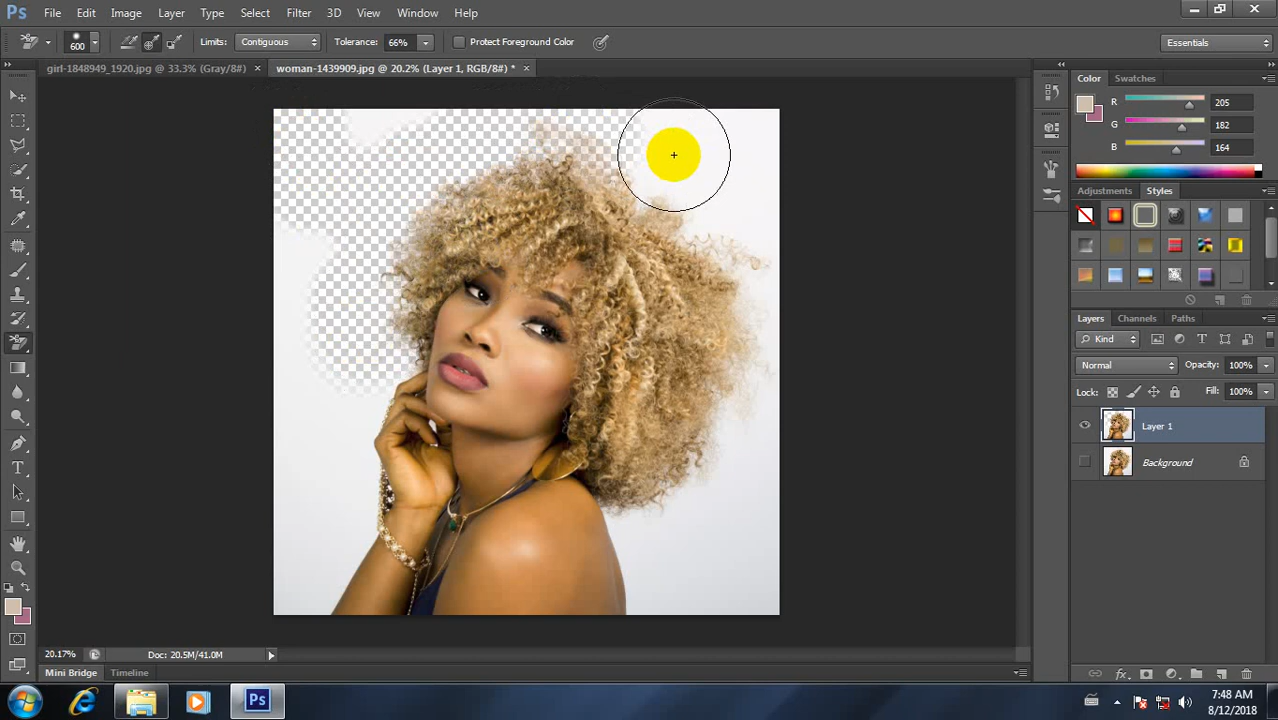 Ps File Edit Image Layer Type Select Filter 3D View Window Help
600 Limits: Contiguous Tolerance: 66% Protect Foreground Color Essentials
girl-1848949_1920.jpg @ 33.3% (Gray/8#) × woman-1439909.jpg @ 20.2% (Layer 1, RGB/8#) * ×
Color Swatches
R 205
G 182
B 164
Adjustments Styles
Layers Channels Paths
Kind
Normal Opacity: 100%
Lock: Fill: 100%
Layer 1
Background
T
20.17% Doc: 20.5M/41.0M
Mini Bridge Timeline
fx
Ps
7:48 AM
8/12/2018